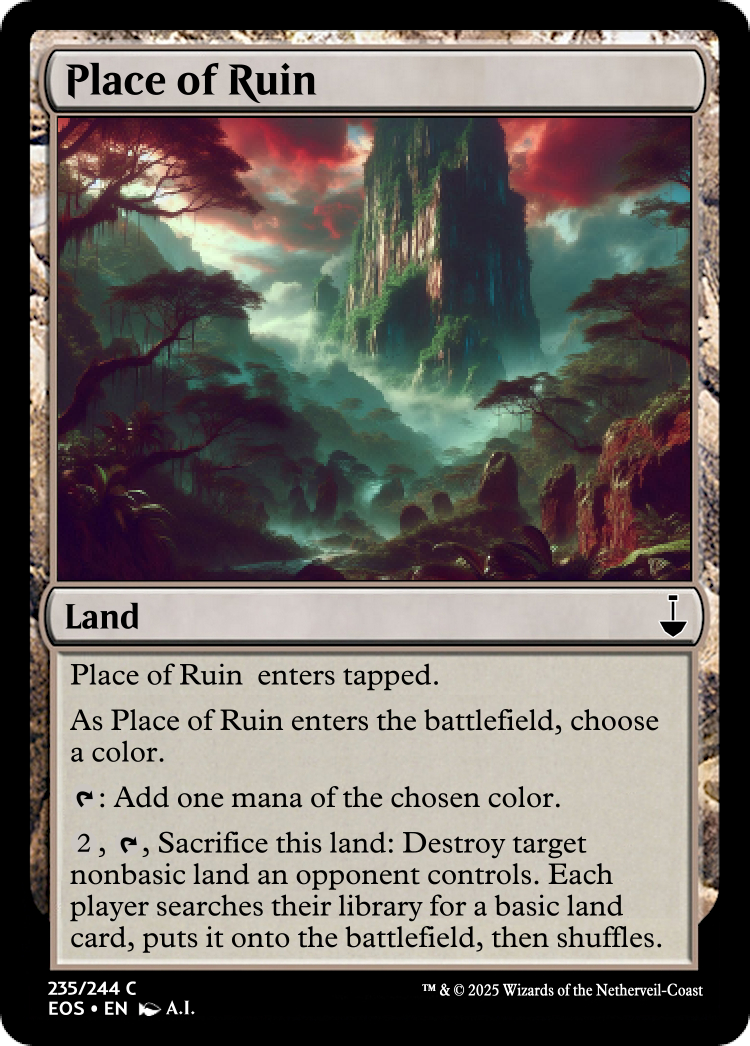 Place of Ruin
Land
Place of Ruin  enters tapped.
As Place of Ruin enters the battlefield, choose
a color.
: Add one mana of the chosen color.
2 , , Sacrifice this land: Destroy target
nonbasic land an opponent controls. Each
player searches their library for a basic land
card, puts it onto the battlefield, then shuffles.
235/244 C
EOS • EN A.I.
™ & © 2025 Wizards of the Netherveil-Coast